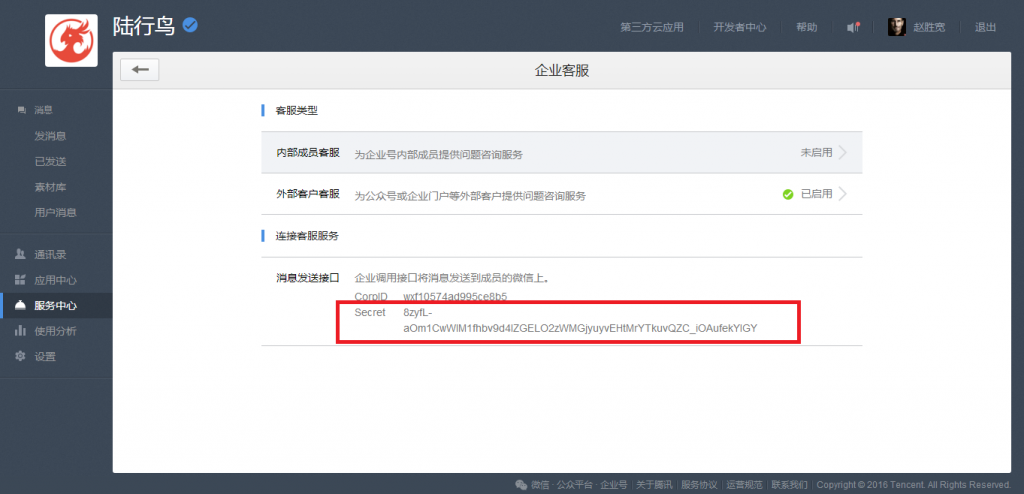 陆行鸟
第三方云应用 开发者中心 帮助 赵胜宽 退出
企业客服
消息
发消息
已发送
素材库
用户消息
通讯录
应用中心
服务中心
使用分析
设置
客服类型
内部成员客服 为企业号内部成员提供问题咨询服务 未启用
外部客户客服 为公众号或企业门户等外部客户提供问题咨询服务 已启用
连接客服服务
消息发送接口 企业调用接口将消息发送到成员的微信上。
CorpID wxf10574ad995ce8b5
Secret 8zyfL-
aOm1CwWlM1fhbv9d4lZGELO2zWMGjyuyvEHtMrYTkuvQZC_iOAufekYlGY
微信 · 公众平台 · 企业号 | 关于腾讯 | 服务协议 | 运营规范 | 联系我们 | Copyright © 2016 Tencent. All Rights Reserved.